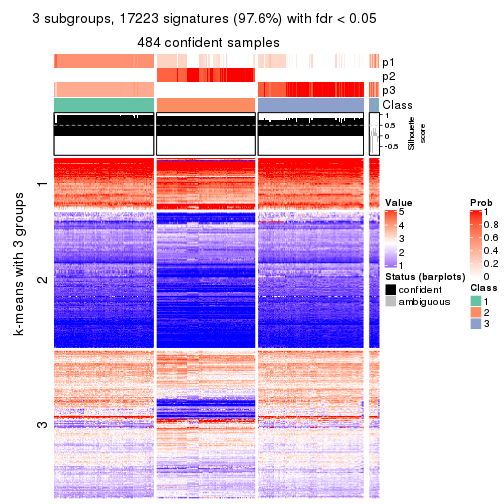 3 subgroups, 17223 signatures (97.6%) with fdr < 0.05
484 confident samples
p1
p2
p3
Class
1
0.5
0
-0.5
Silhouette
score
k-means with 3 groups
1
2
3
Value
5
4
3
2
1
Status (barplots)
confident
ambiguous
Prob
1
0.8
0.6
0.4
0.2
0
Class
1
2
3